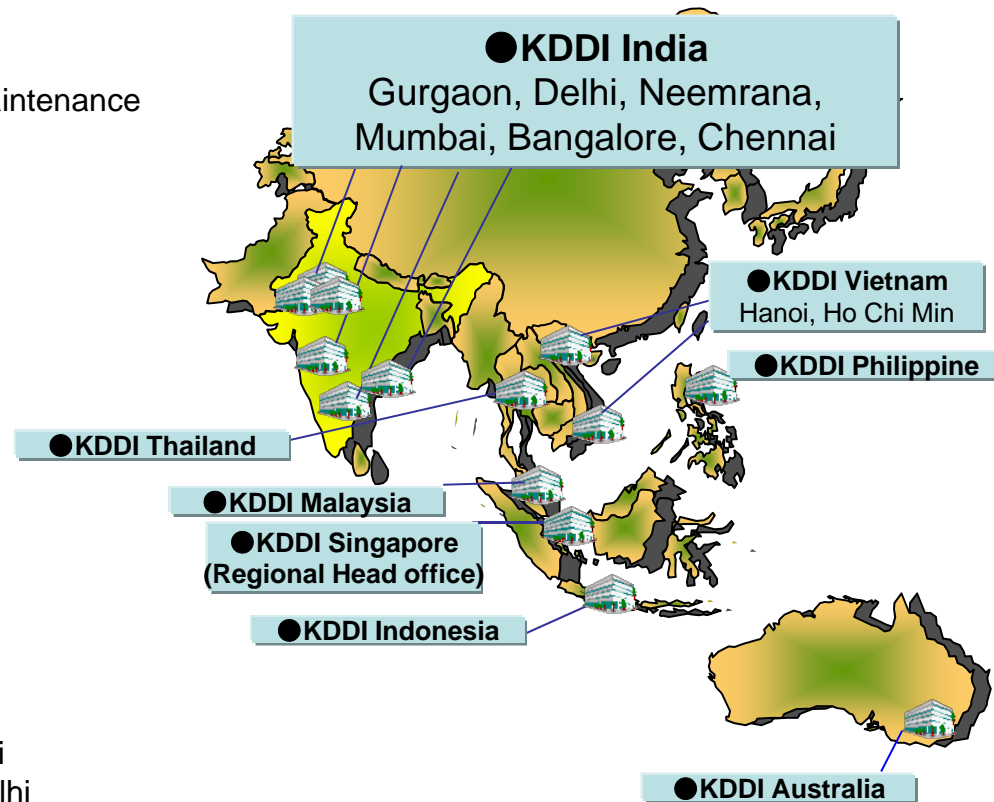 ●KDDI India
Gurgaon, Delhi, Neemrana,
Mumbai, Bangalore, Chennai
aintenance
●KDDI Vietnam
Hanoi, Ho Chi Min
●KDDI Philippine
●KDDI Thailand
●KDDI Malaysia
●KDDI Singapore
(Regional Head office)
●KDDI Indonesia
i
lhi
●KDDI Australia